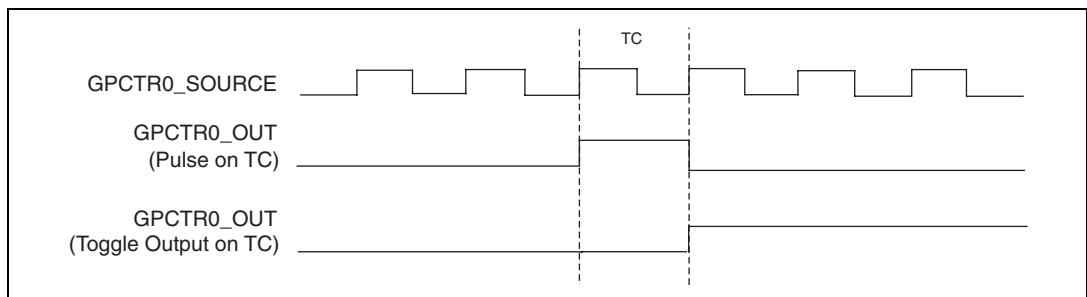 TC
GPCTR0_SOURCE
GPCTR0_OUT
(Pulse on TC)
GPCTR0_OUT
(Toggle Output on TC)